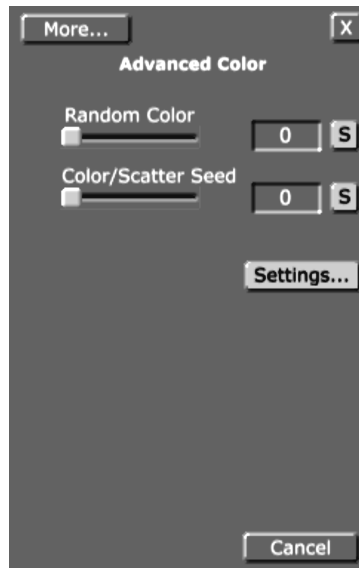 More... X
Advanced Color
Random Color
0 S
Color/Scatter Seed
0 S
Settings...
Cancel